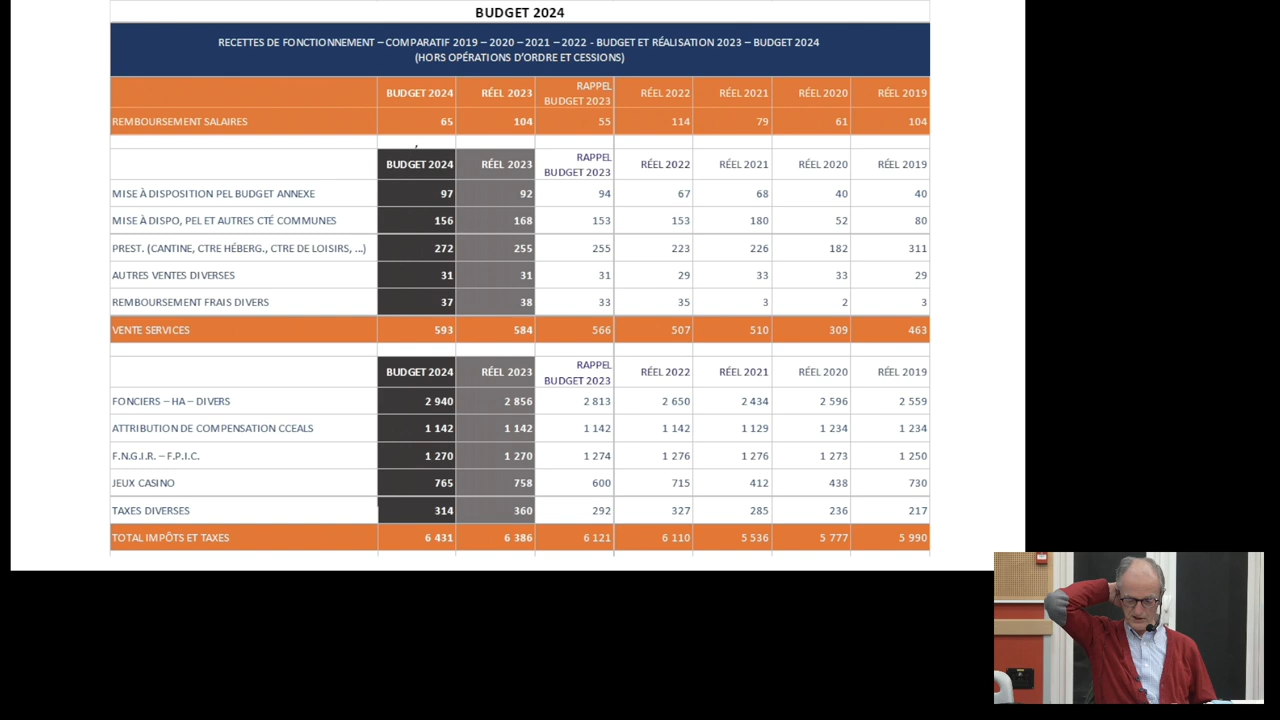 BUDGET 2024
RECETTES DE FONCTIONNEMENT – COMPARATIF 2019 – 2020 – 2021 – 2022 - BUDGET ET RÉALISATION 2023 – BUDGET 2024
(HORS OPÉRATIONS D'ORDRE ET CESSIONS)
BUDGET 2024 RÉEL 2023 RAPPEL BUDGET 2023 RÉEL 2022 RÉEL 2021 RÉEL 2020 RÉEL 2019
REMBOURSEMENT SALAIRES 65 104 55 114 79 61 104
BUDGET 2024 RÉEL 2023 RAPPEL BUDGET 2023 RÉEL 2022 RÉEL 2021 RÉEL 2020 RÉEL 2019
MISE À DISPOSITION PEL BUDGET ANNEXE 97 92 94 67 68 40 40
MISE À DISPO, PEL ET AUTRES CTÉ COMMUNES 156 168 153 153 180 52 80
PREST. (CANTINE, CTRE HÉBERG., CTRE DE LOISIRS, ...) 272 255 255 223 226 182 311
AUTRES VENTES DIVERSES 31 31 31 29 33 33 29
REMBOURSEMENT FRAIS DIVERS 37 38 33 35 3 2 3
VENTE SERVICES 593 584 566 507 510 309 463
BUDGET 2024 RÉEL 2023 RAPPEL BUDGET 2023 RÉEL 2022 RÉEL 2021 RÉEL 2020 RÉEL 2019
FONCIERS – HA – DIVERS 2 940 2 856 2 813 2 650 2 434 2 596 2 559
ATTRIBUTION DE COMPENSATION CCEALS 1 142 1 142 1 142 1 142 1 129 1 234 1 234
F.N.G.I.R. – F.P.I.C. 1 270 1 270 1 274 1 276 1 276 1 273 1 250
JEUX CASINO 765 758 600 715 412 438 730
TAXES DIVERSES 314 360 292 327 285 236 217
TOTAL IMPÔTS ET TAXES 6 431 6 386 6 121 6 110 5 536 5 777 5 990